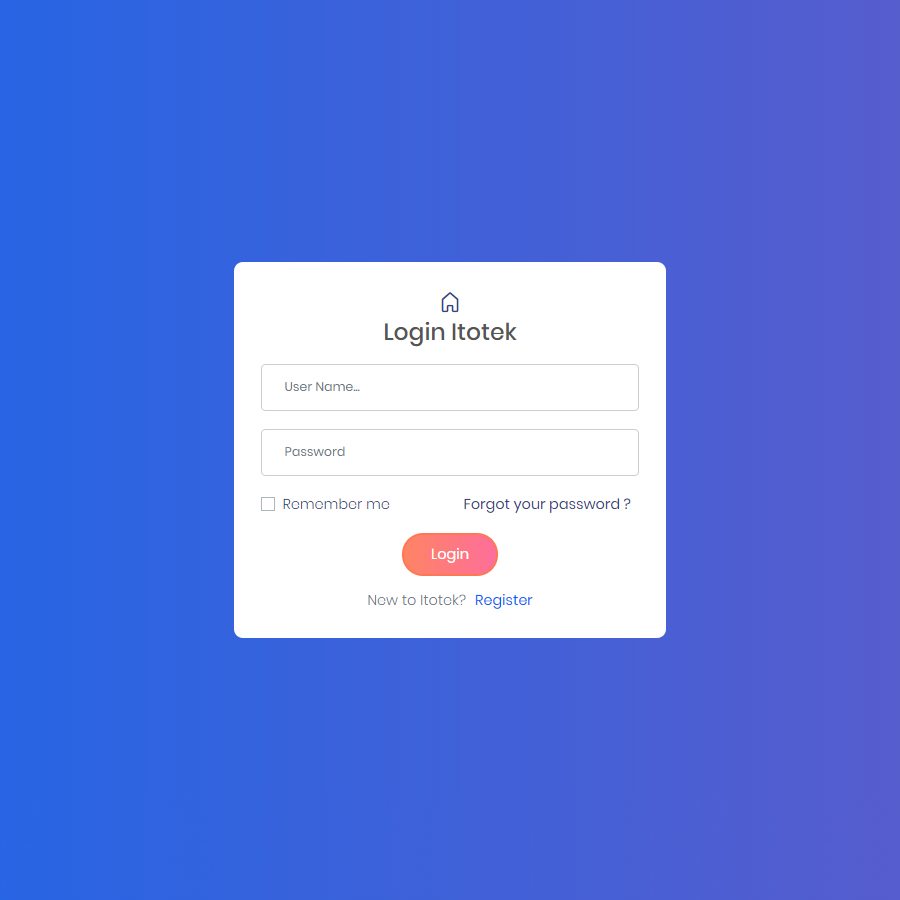 Login Itotek
User Name...
Password
Remember me
Forgot your password ?
Login
New to Itotek? Register